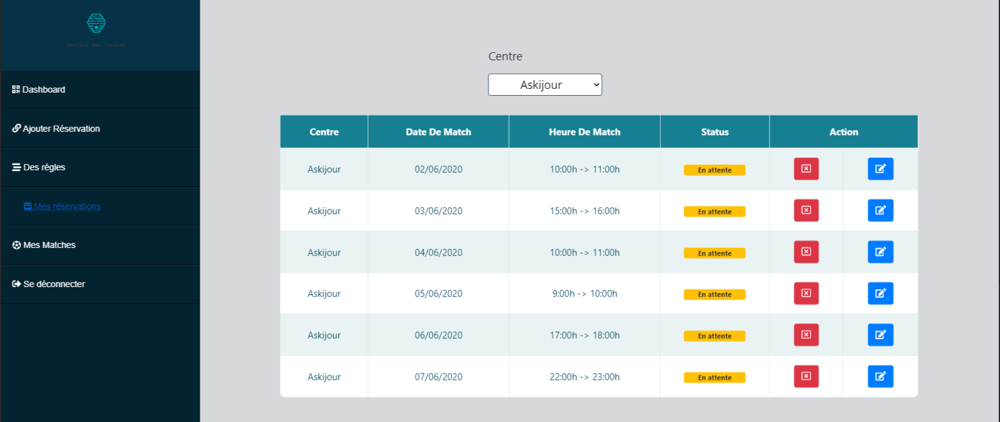 Gestion des Terains
Dashboard
Ajouter Réservation
Des régles
Mes réservations
Mes Matches
Se déconnecter
Centre
Askijour
Centre Date De Match Heure De Match Status Action
Askijour 02/06/2020 10:00h -> 11:00h En attente
Askijour 03/06/2020 15:00h -> 16:00h En attente
Askijour 04/06/2020 10:00h -> 11:00h En attente
Askijour 05/06/2020 9:00h -> 10:00h En attente
Askijour 06/06/2020 17:00h -> 18:00h En attente
Askijour 07/06/2020 22:00h -> 23:00h En attente